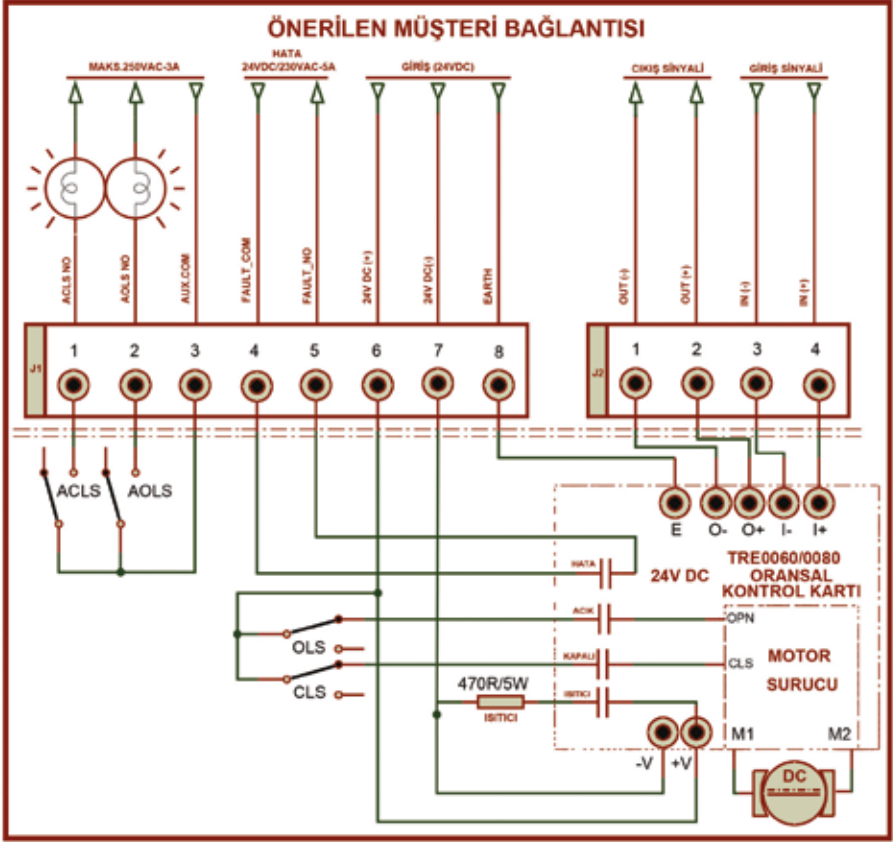 ÖNERİLEN MÜŞTERİ BAĞLANTISI
MAKS.250VAC-3A
HATA
24VDC/230VAC-5A
GİRİŞ (24VDC)
CIKIŞ SİNYALİ
GİRİŞ SİNYALİ
ACLS NO
AOLS NO
AUX.COM
FAULT_COM
FAULT_NO
24V DC (+)
24V DC(-)
EARTH
OUT (-)
OUT (+)
IN (-)
IN (+)
J1
1 2 3 4 5 6 7 8
J2
1 2 3 4
ACLS
AOLS
E O- O+ I- I+
HATA
24V DC
TRE0060/0080
ORANSAL
KONTROL KARTI
ACIK
OPN
OLS
KAPALI
CLS
MOTOR
SURUCU
CLS
470R/5W
ISITICI
ISITICI
-V +V
M1 M2
DC